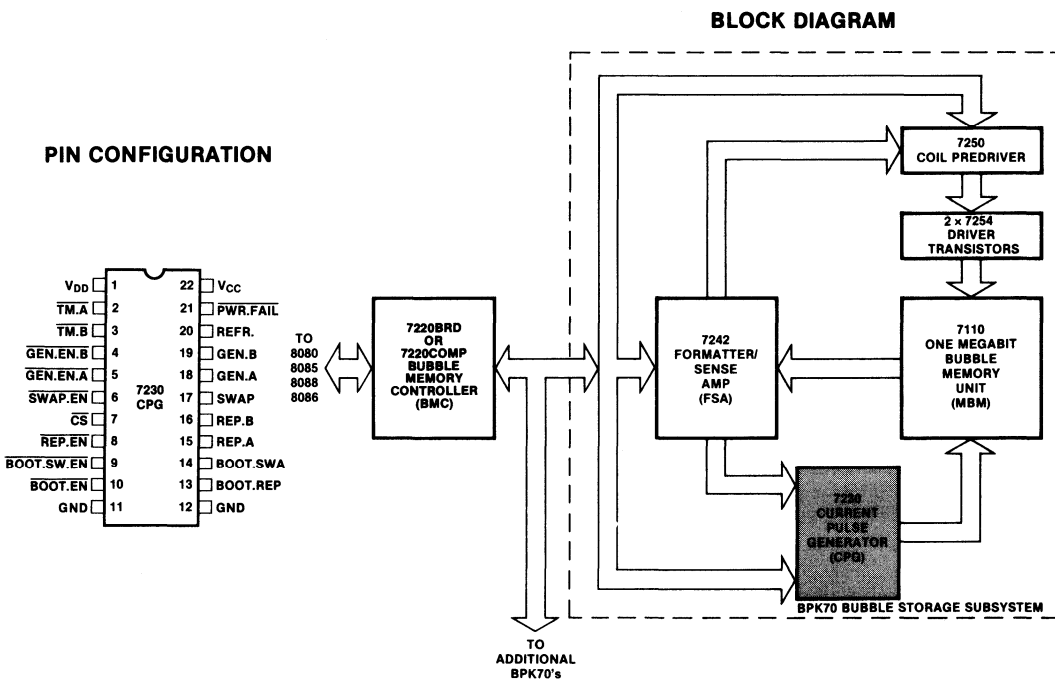 BLOCK DIAGRAM
PIN CONFIGURATION
VDD 1
TM.A 2
TM.B 3
GEN.EN.B 4
GEN.EN.A 5
SWAP.EN 6
CS 7
REP.EN 8
BOOT.SW.EN 9
BOOT.EN 10
GND 11
7230
CPG
22 VCC
21 PWR.FAIL
20 REFR.
19 GEN.B
18 GEN.A
17 SWAP
16 REP.B
15 REP.A
14 BOOT.SWA
13 BOOT.REP
12 GND
TO
8080
8085
8088
8086
7220BRD
OR
7220COMP
BUBBLE
MEMORY
CONTROLLER
(BMC)
TO
ADDITIONAL
BPK70's
7242
FORMATTER/
SENSE
AMP
(FSA)
7250
COIL PREDRIVER
2 × 7254
DRIVER
TRANSISTORS
7110
ONE MEGABIT
BUBBLE
MEMORY
UNIT
(MBM)
7230
CURRENT
PULSE
GENERATOR
(CPG)
BPK70 BUBBLE STORAGE SUBSYSTEM